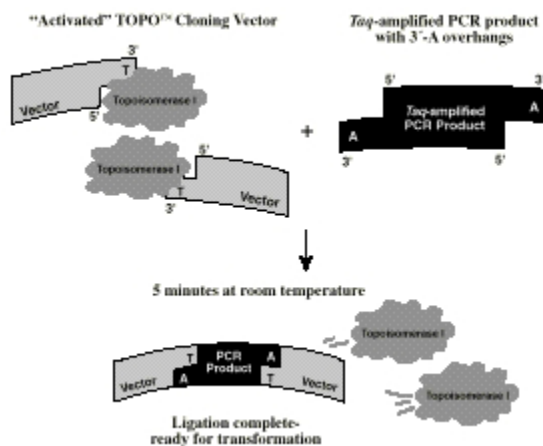 “Activated” TOPO™ Cloning Vector
Taq-amplified PCR product
with 3´-A overhangs
3'
T
Topoisomerase I
Vector
5'
5'
Topoisomerase I
T
3'
Vector
+
5'
3'
Taq-amplified
PCR Product
A
A
3'
5'
5 minutes at room temperature
Topoisomerase I
Topoisomerase I
T
PCR
Product
A
Vector
A
T
Vector
Ligation complete-
ready for transformation